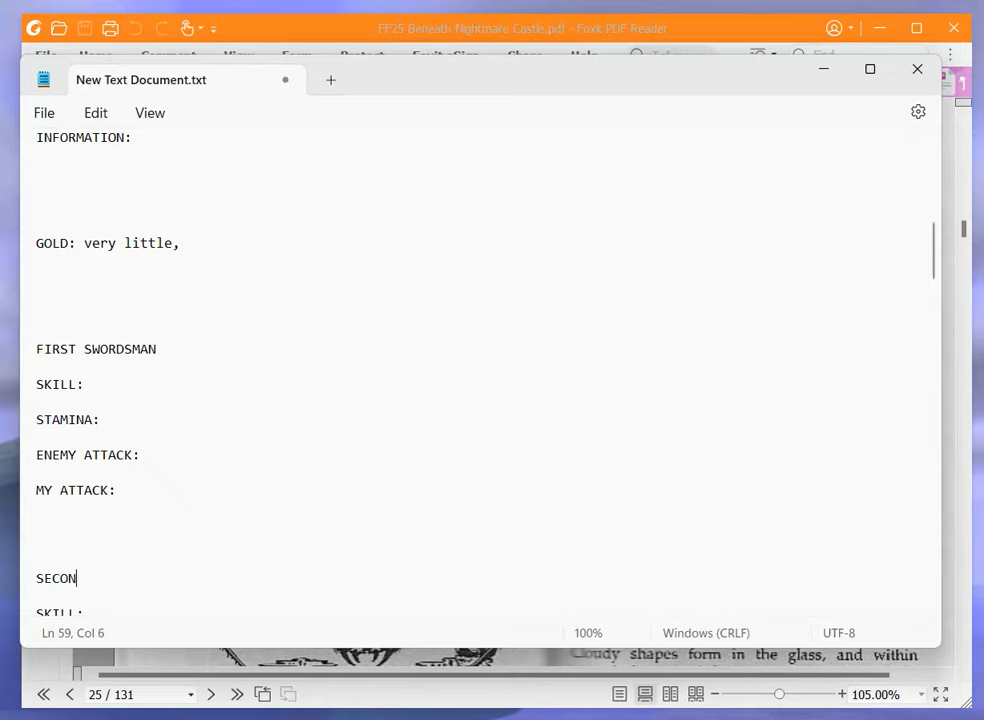 FF25 Beneath Nightmare Castle.pdf - Foxit PDF Reader
New Text Document.txt
File Edit View
INFORMATION:
GOLD: very little,
FIRST SWORDSMAN
SKILL:
STAMINA:
ENEMY ATTACK:
MY ATTACK:
SECON
SKILL:
Ln 59, Col 6 100% Windows (CRLF) UTF-8
Cloudy shapes form in the glass, and within
25 / 131 105.00%